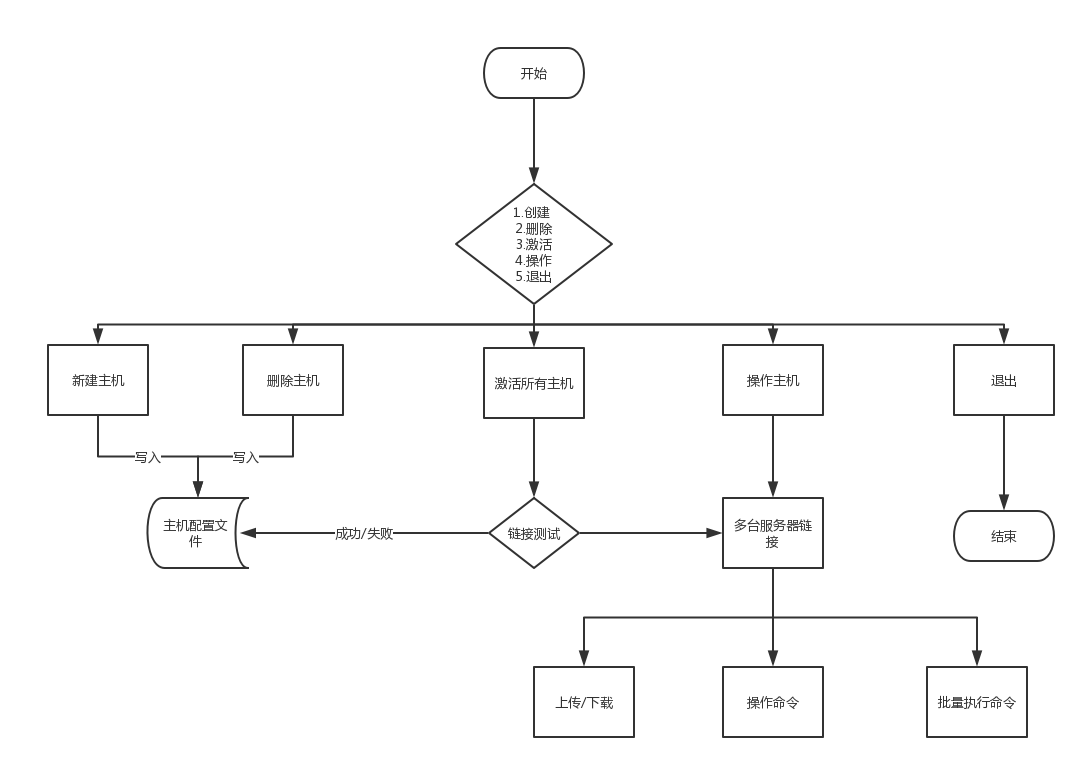 开始
1.创建
2.删除
3.激活
4.操作
5.退出
新建主机
删除主机
激活所有主机
操作主机
退出
写入
写入
主机配置文
件
成功/失败
链接测试
多台服务器链
接
结束
上传/下载
操作命令
批量执行命令